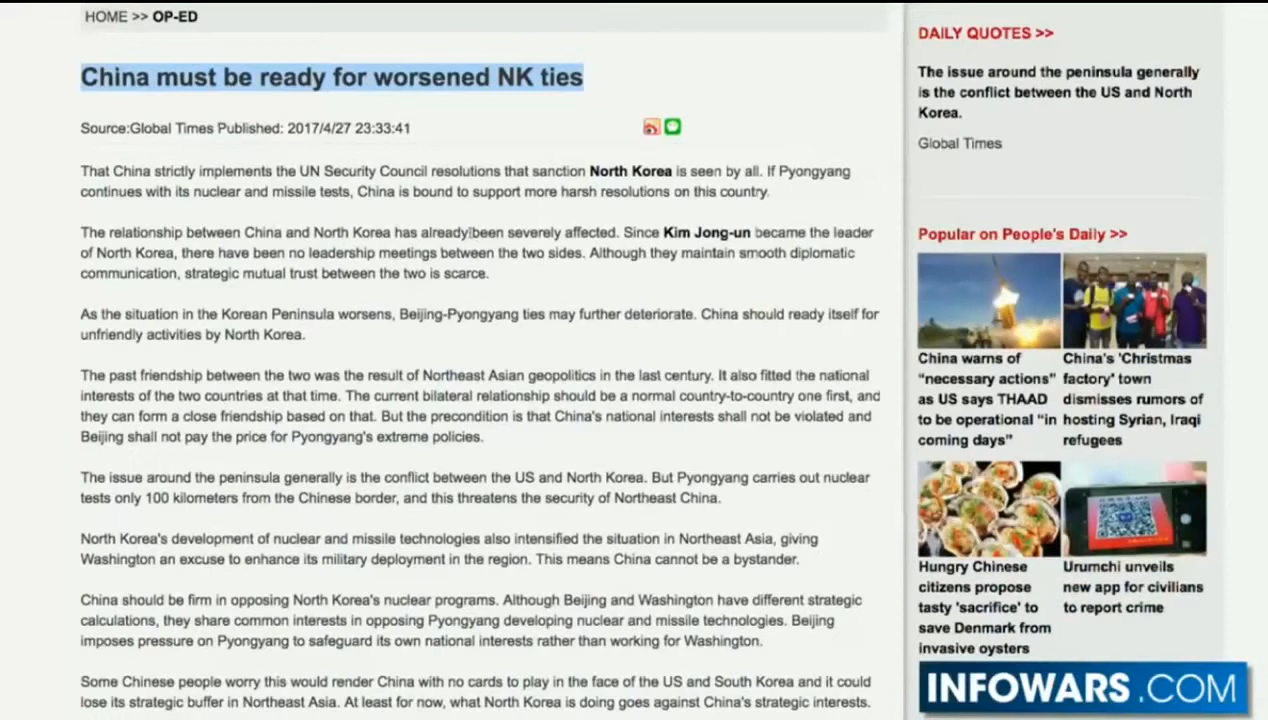 HOME >> OP-ED
China must be ready for worsened NK ties
Source:Global Times Published: 2017/4/27 23:33:41
That China strictly implements the UN Security Council resolutions that sanction North Korea is seen by all. If Pyongyang
continues with its nuclear and missile tests, China is bound to support more harsh resolutions on this country.
The relationship between China and North Korea has already been severely affected. Since Kim Jong-un became the leader
of North Korea, there have been no leadership meetings between the two sides. Although they maintain smooth diplomatic
communication, strategic mutual trust between the two is scarce.
As the situation in the Korean Peninsula worsens, Beijing-Pyongyang ties may further deteriorate. China should ready itself for
unfriendly activities by North Korea.
The past friendship between the two was the result of Northeast Asian geopolitics in the last century. It also fitted the national
interests of the two countries at that time. The current bilateral relationship should be a normal country-to-country one first, and
they can form a close friendship based on that. But the precondition is that China's national interests shall not be violated and
Beijing shall not pay the price for Pyongyang's extreme policies.
The issue around the peninsula generally is the conflict between the US and North Korea. But Pyongyang carries out nuclear
tests only 100 kilometers from the Chinese border, and this threatens the security of Northeast China.
North Korea's development of nuclear and missile technologies also intensified the situation in Northeast Asia, giving
Washington an excuse to enhance its military deployment in the region. This means China cannot be a bystander.
China should be firm in opposing North Korea's nuclear programs. Although Beijing and Washington have different strategic
calculations, they share common interests in opposing Pyongyang developing nuclear and missile technologies. Beijing
imposes pressure on Pyongyang to safeguard its own national interests rather than working for Washington.
Some Chinese people worry this would render China with no cards to play in the face of the US and South Korea and it could
lose its strategic buffer in Northeast Asia. At least for now, what North Korea is doing goes against China's strategic interests.
DAILY QUOTES >>
The issue around the peninsula generally
is the conflict between the US and North
Korea.
Global Times
Popular on People's Daily >>
China warns of
“necessary actions”
as US says THAAD
to be operational “in
coming days”
China's 'Christmas
factory' town
dismisses rumors of
hosting Syrian, Iraqi
refugees
Hungry Chinese
citizens propose
tasty 'sacrifice' to
save Denmark from
invasive oysters
Urumchi unveils
new app for civilians
to report crime
INFOWARS.COM